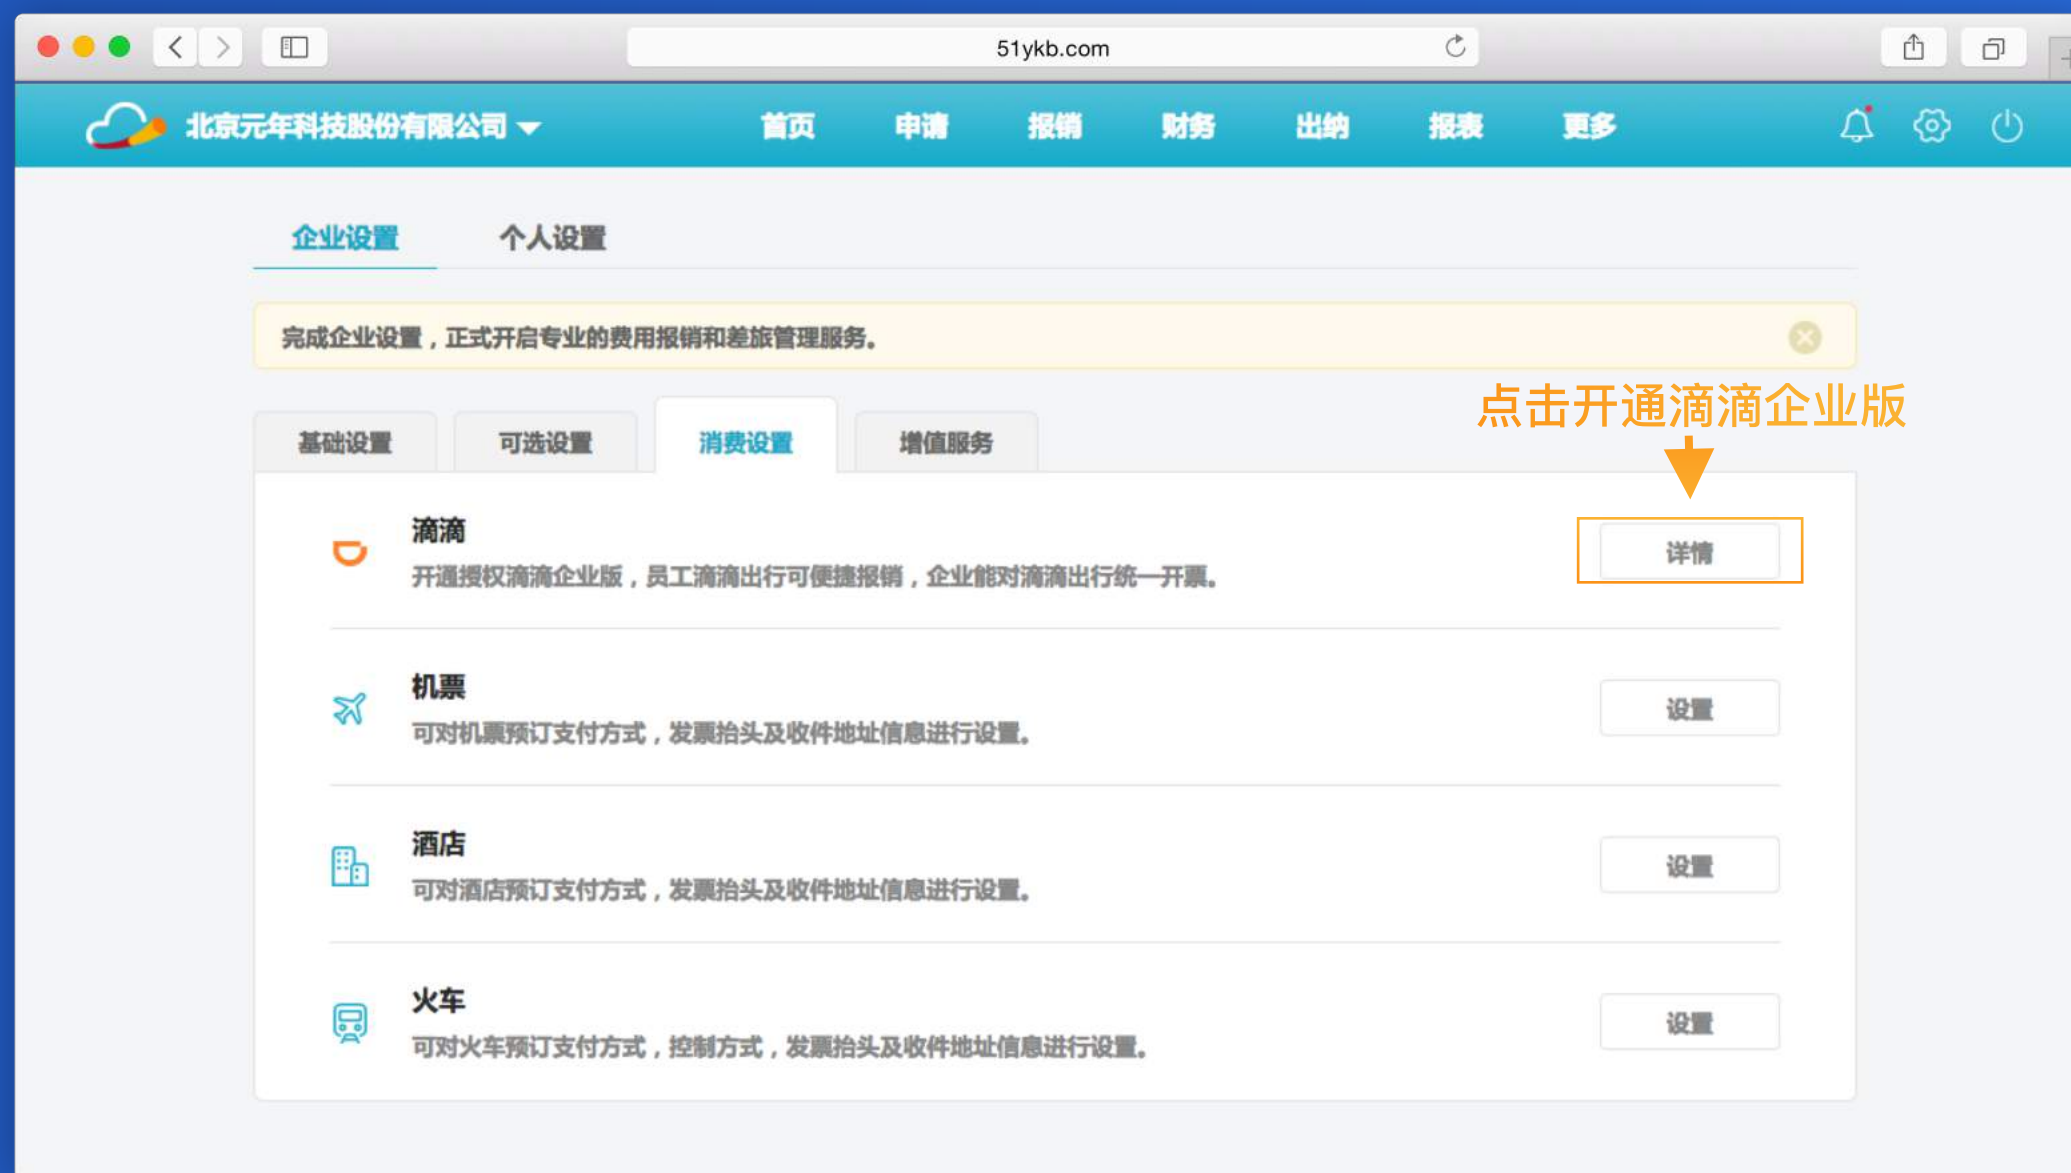 51ykb.com
北京元年科技股份有限公司 首页 申请 报销 财务 出纳 报表 更多
企业设置 个人设置
完成企业设置，正式开启专业的费用报销和差旅管理服务。
点击开通滴滴企业版
基础设置 可选设置 消费设置 增值服务
滴滴
开通授权滴滴企业版，员工滴滴出行可便捷报销，企业能对滴滴出行统一开票。
详情
机票
可对机票预订支付方式，发票抬头及收件地址信息进行设置。
设置
酒店
可对酒店预订支付方式，发票抬头及收件地址信息进行设置。
设置
火车
可对火车预订支付方式，控制方式，发票抬头及收件地址信息进行设置。
设置